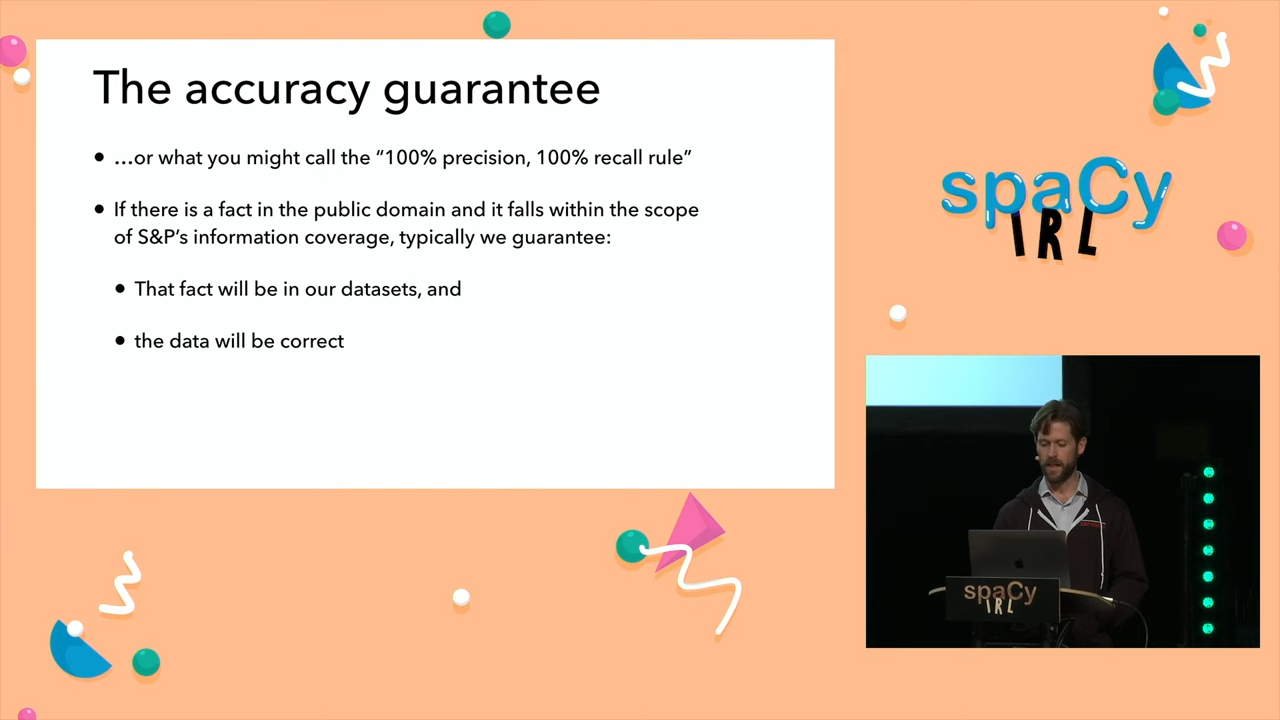 The accuracy guarantee
• …or what you might call the “100% precision, 100% recall rule”
• If there is a fact in the public domain and it falls within the scope
of S&P’s information coverage, typically we guarantee:
• That fact will be in our datasets, and
• the data will be correct
spaCy
IRL
spaCy
IRL